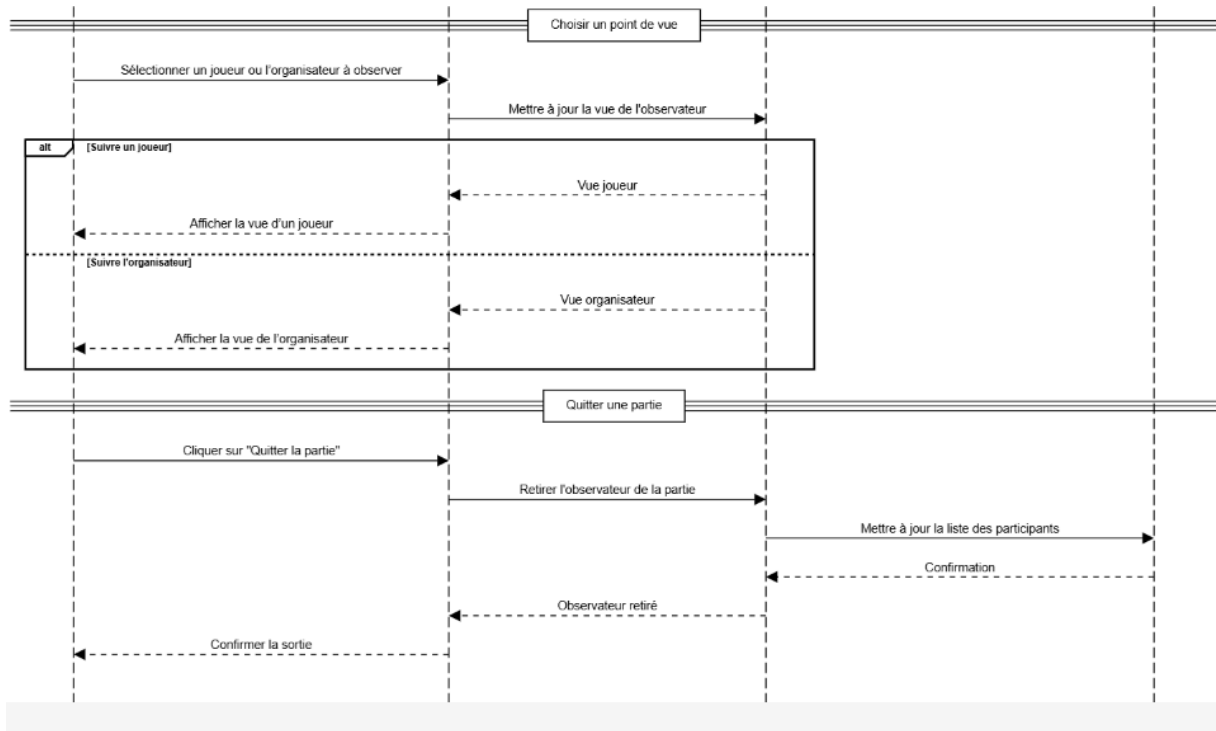 Choisir un point de vue
Sélectionner un joueur ou l'organisateur à observer
Mettre à jour la vue de l'observateur
alt
[Suivre un joueur]
Vue joueur
Afficher la vue d'un joueur
[Suivre l'organisateur]
Vue organisateur
Afficher la vue de l'organisateur
Quitter une partie
Cliquer sur "Quitter la partie"
Retirer l'observateur de la partie
Mettre à jour la liste des participants
Confirmation
Observateur retiré
Confirmer la sortie